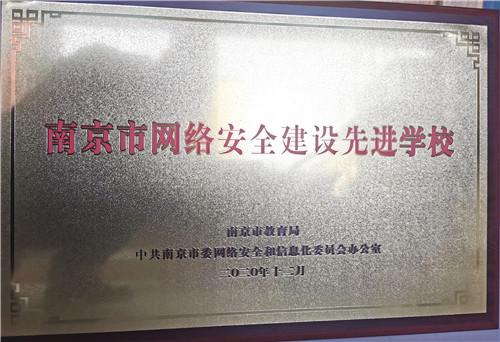 南京市网络安全建设先进学校
南京市教育局
中共南京市委网络安全和信息化委员会办公室
二〇二〇年十二月